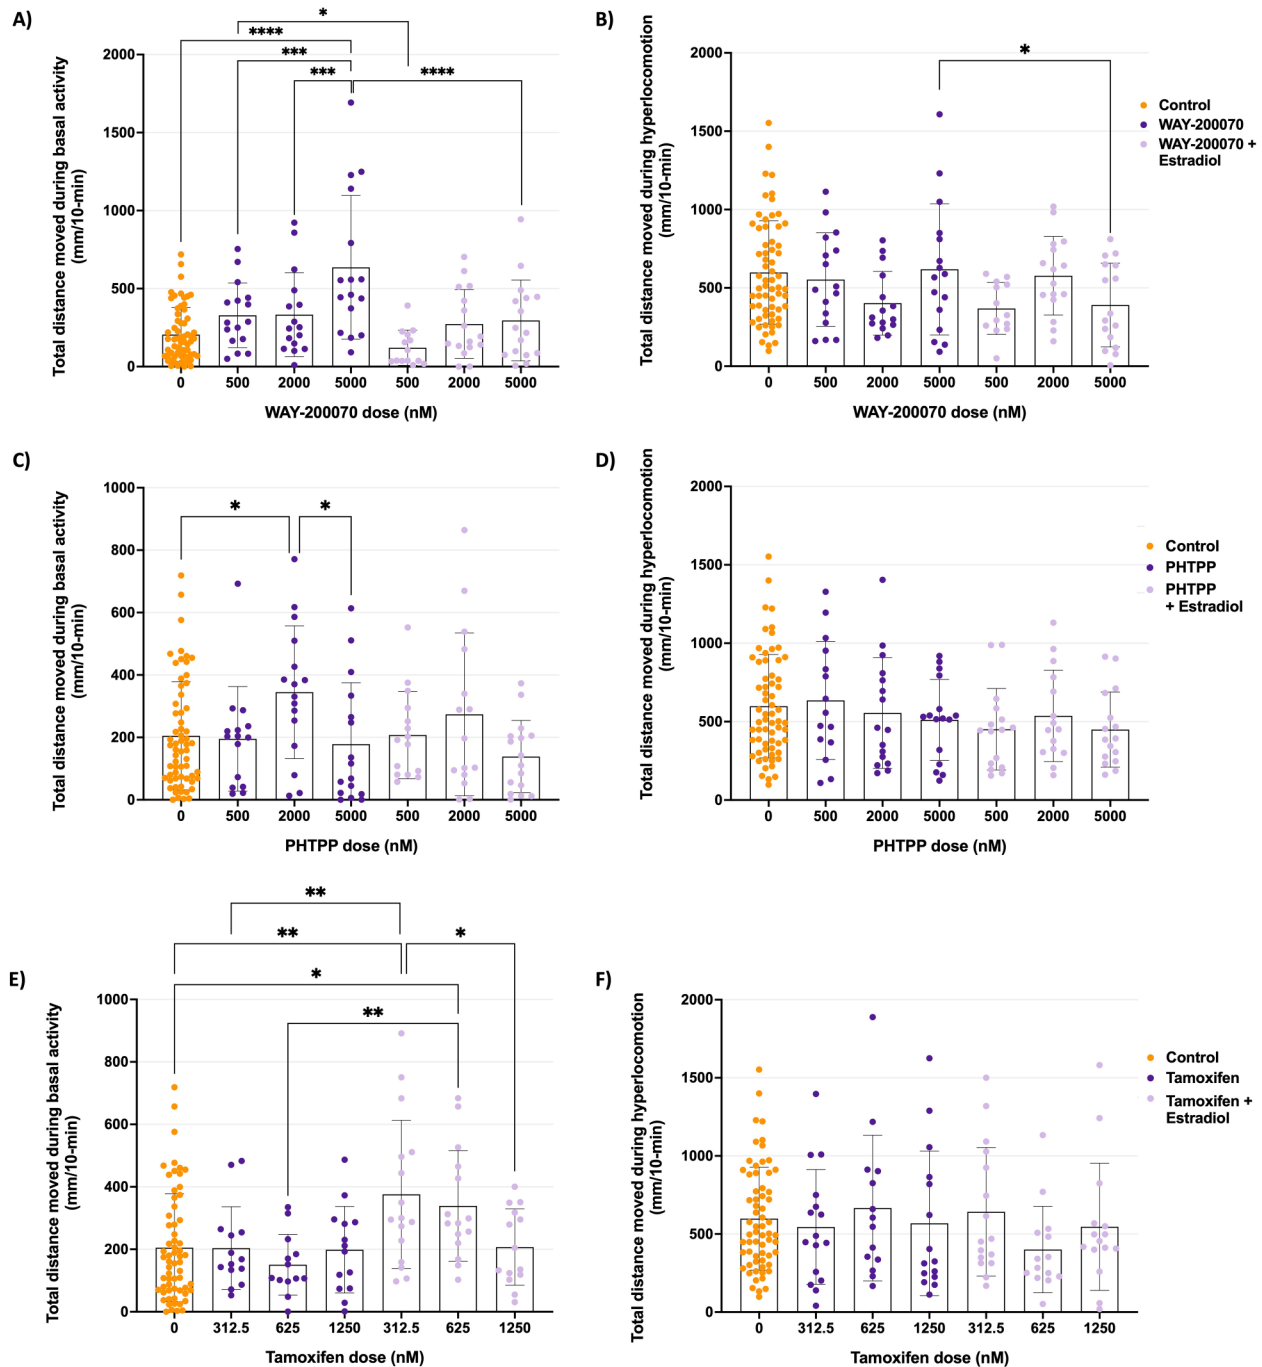 A)
Total distance moved during basal activity
(mm/10-min)
2000
1500
1000
500
0
*
****
***
***
****
0 500 2000 5000 500 2000 5000
WAY-200070 dose (nM)
B)
Total distance moved during hyperlocomotion
(mm/10-min)
2000
1500
1000
500
0
*
0 500 2000 5000 500 2000 5000
WAY-200070 dose (nM)
Control
WAY-200070
WAY-200070 +
Estradiol
C)
Total distance moved during basal activity
(mm/10-min)
1000
800
600
400
200
0
* *
0 500 2000 5000 500 2000 5000
PHTPP dose (nM)
D)
Total distance moved during hyperlocomotion
(mm/10-min)
2000
1500
1000
500
0
0 500 2000 5000 500 2000 5000
PHTPP dose (nM)
Control
PHTPP
PHTPP
+ Estradiol
E)
Total distance moved during basal activity
(mm/10-min)
1000
800
600
400
200
0
**
** *
*
**
0 312.5 625 1250 312.5 625 1250
Tamoxifen dose (nM)
F)
Total distance moved during hyperlocomotion
(mm/10-min)
2000
1500
1000
500
0
0 312.5 625 1250 312.5 625 1250
Tamoxifen dose (nM)
Control
Tamoxifen
Tamoxifen +
Estradiol